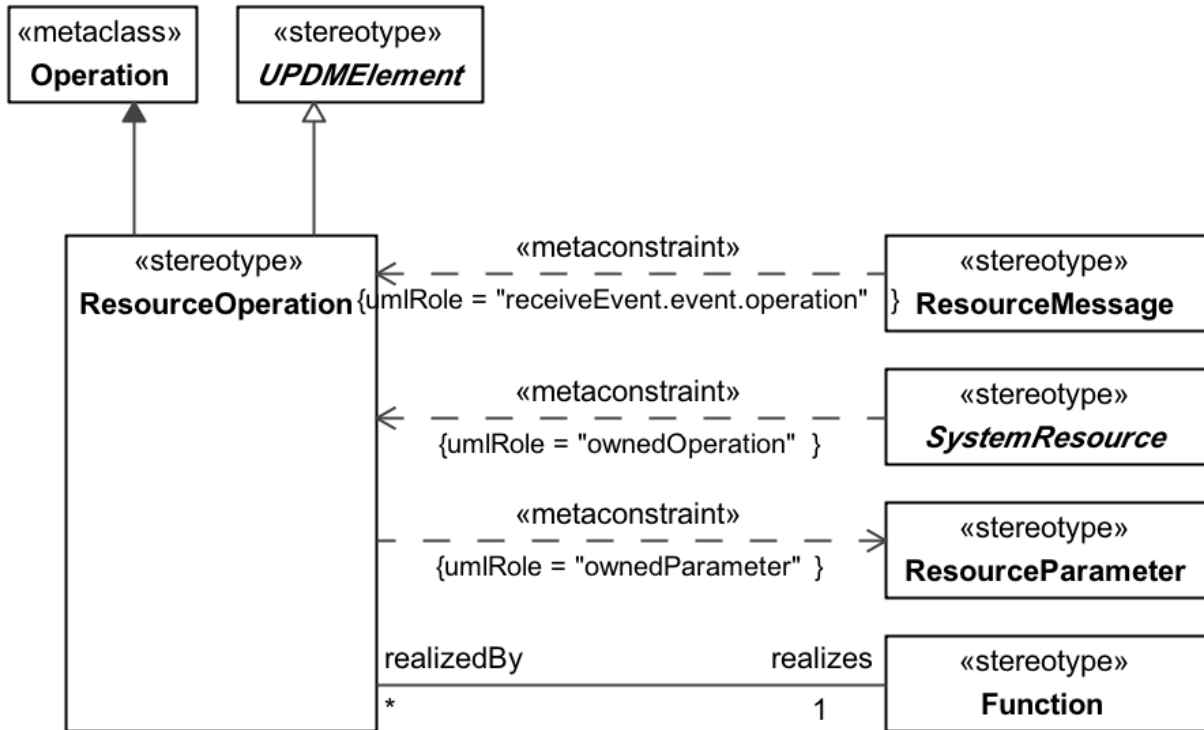 «metaclass»
Operation
«stereotype»
UPDMElement
«stereotype»
ResourceOperation
«metaconstraint»
{umlRole = "receiveEvent.event.operation" }
«stereotype»
ResourceMessage
«metaconstraint»
{umlRole = "ownedOperation" }
«stereotype»
SystemResource
«metaconstraint»
{umlRole = "ownedParameter" }
«stereotype»
ResourceParameter
realizedBy
realizes
*
1
«stereotype»
Function